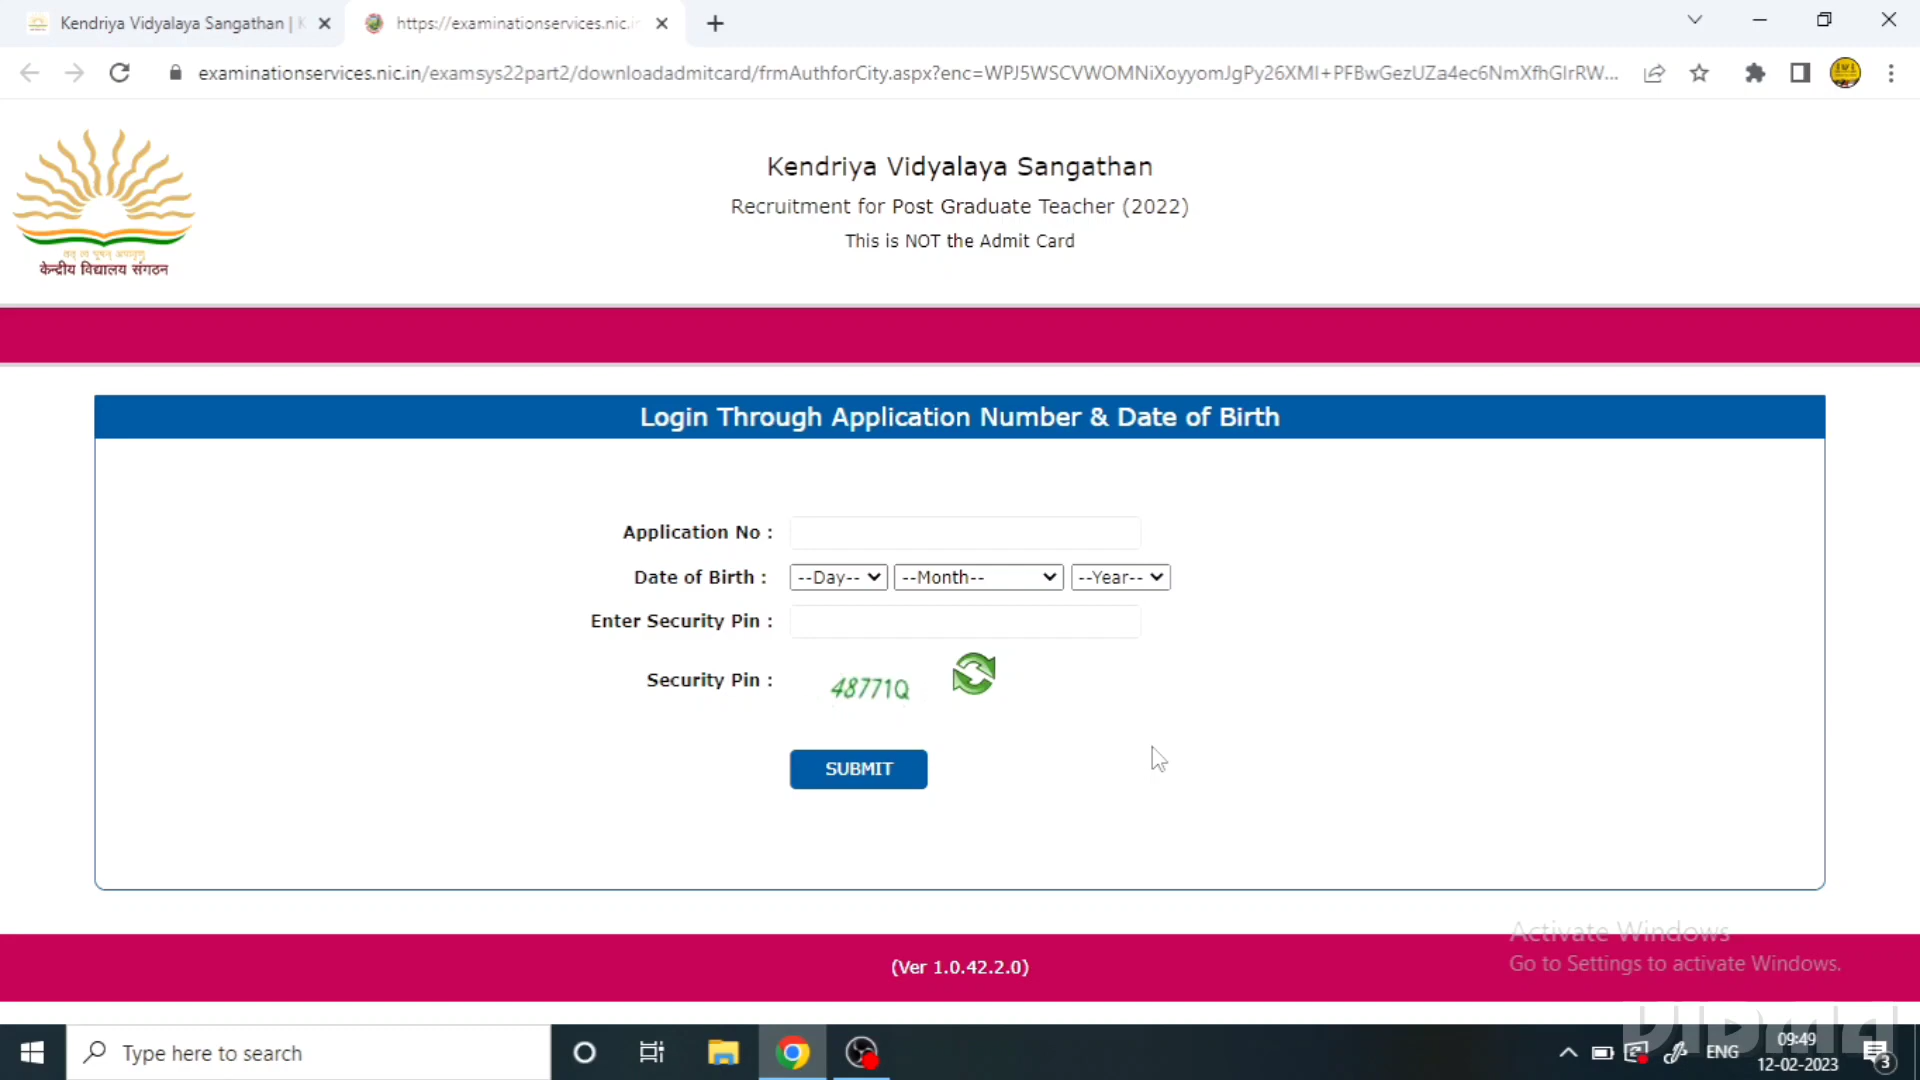 Kendriya Vidyalaya Sangathan |
https://examinationservices.nic.i
examinationservices.nic.in/examsys22part2/downloadadmitcard/frmAuthforCity.aspx?enc=WPJ5WSCVWOMNiXoyyomJgPy26XMI+PFBwGezUZa4ec6NmXfhGIrRW...
केन्द्रीय विद्यालय संगठन
Kendriya Vidyalaya Sangathan
Recruitment for Post Graduate Teacher (2022)
This is NOT the Admit Card
Login Through Application Number & Date of Birth
Application No :
Date of Birth : --Day-- --Month-- --Year--
Enter Security Pin :
Security Pin : 48771Q
SUBMIT
Activate Windows
Go to Settings to activate Windows.
(Ver 1.0.42.2.0)
VIDMA
Type here to search
ENG
09:49
12-02-2023
3